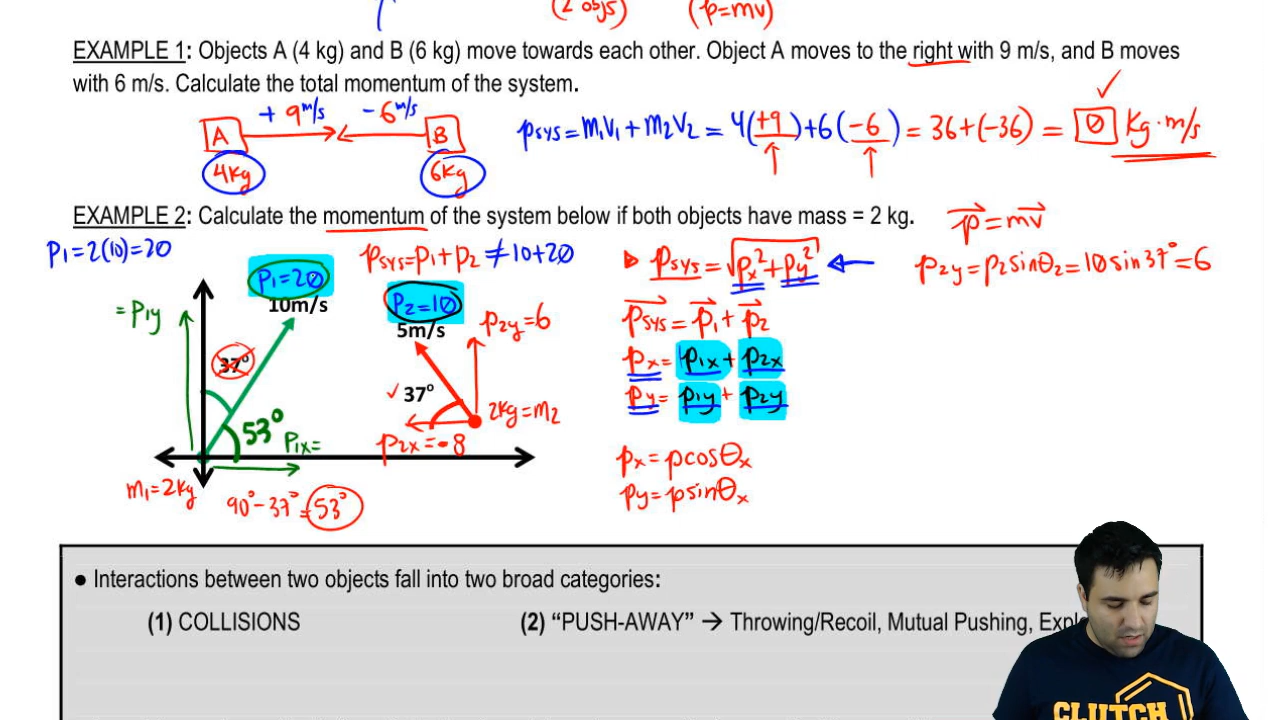 (2 objs) (p=mv)
EXAMPLE 1: Objects A (4 kg) and B (6 kg) move towards each other. Object A moves to the right with 9 m/s, and B moves
with 6 m/s. Calculate the total momentum of the system.
+9m/s -6m/s
A B
4kg 6kg
PSYS = M1V1 + M2V2 = 4(+9) + 6(-6) = 36+(-36) = 0 kg·m/s
EXAMPLE 2: Calculate the momentum of the system below if both objects have mass = 2 kg.
p⃗ = mv⃗
P1 = 2(10) = 20
PSYS = P1 + P2 ≠ 10+20
PSYS = √(Px² + Py²)
P2y = P2 sinθ2 = 10 sin37° = 6
P1=20
10m/s
P2=10
5m/s
P2y=6
= P1y
37°
37°
2kg=m2
53°
P1x=
P2x = -8
m1=2kg
90°-37°=53°
PSYS = P1 + P2
Px = P1x + P2x
Py = P1y + P2y
Px = pcosθx
Py = psinθx
● Interactions between two objects fall into two broad categories:
(1) COLLISIONS (2) “PUSH-AWAY” → Throwing/Recoil, Mutual Pushing, Expl
CLUTCH